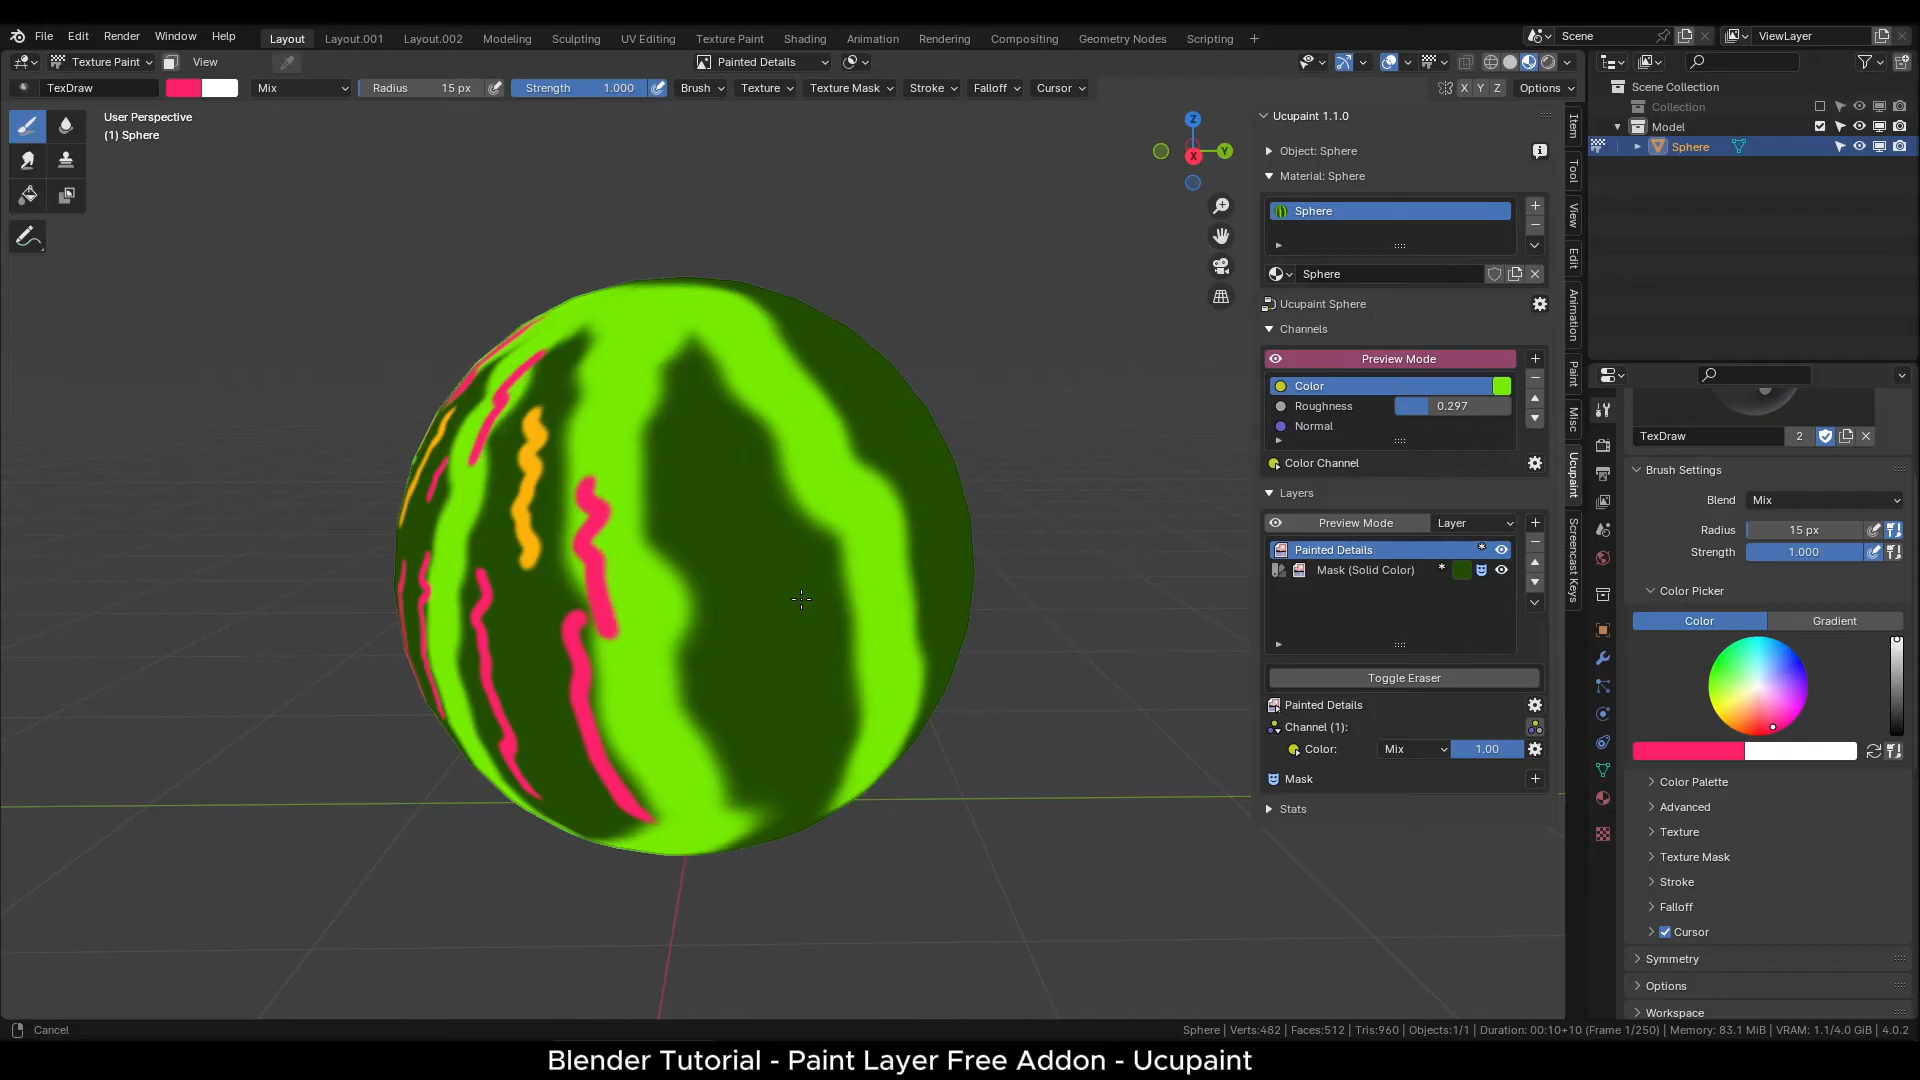 File Edit Render Window Help Layout Layout.001 Layout.002 Modeling Sculpting UV Editing Texture Paint Shading Animation Rendering Compositing Geometry Nodes Scripting + Scene ViewLayer
Texture Paint View Painted Details
TexDraw Mix Radius 15 px Strength 1.000 Brush Texture Texture Mask Stroke Falloff Cursor X Y Z Options
User Perspective
(1) Sphere
Z
Y
X
Ucupaint 1.1.0
Object: Sphere
Material: Sphere
Sphere
Sphere
Ucupaint Sphere
Channels
Preview Mode
Color
Roughness 0.297
Normal
Color Channel
Layers
Preview Mode Layer
Painted Details *
Mask (Solid Color) *
Toggle Eraser
Painted Details
Channel (1):
Color: Mix 1.00
Mask
Stats
Item
Tool
View
Edit
Animation
Paint
Misc
Ucupaint
Screencast Keys
Scene Collection
Collection
Model
Sphere
TexDraw 2
Brush Settings
Blend Mix
Radius 15 px
Strength 1.000
Color Picker
Color Gradient
Color Palette
Advanced
Texture
Texture Mask
Stroke
Falloff
Cursor
Symmetry
Options
Workspace
Cancel
Sphere | Verts:482 | Faces:512 | Tris:960 | Objects:1/1 | Duration: 00:10+10 (Frame 1/250) | Memory: 83.1 MiB | VRAM: 1.1/4.0 GiB | 4.0.2
Blender Tutorial - Paint Layer Free Addon - Ucupaint